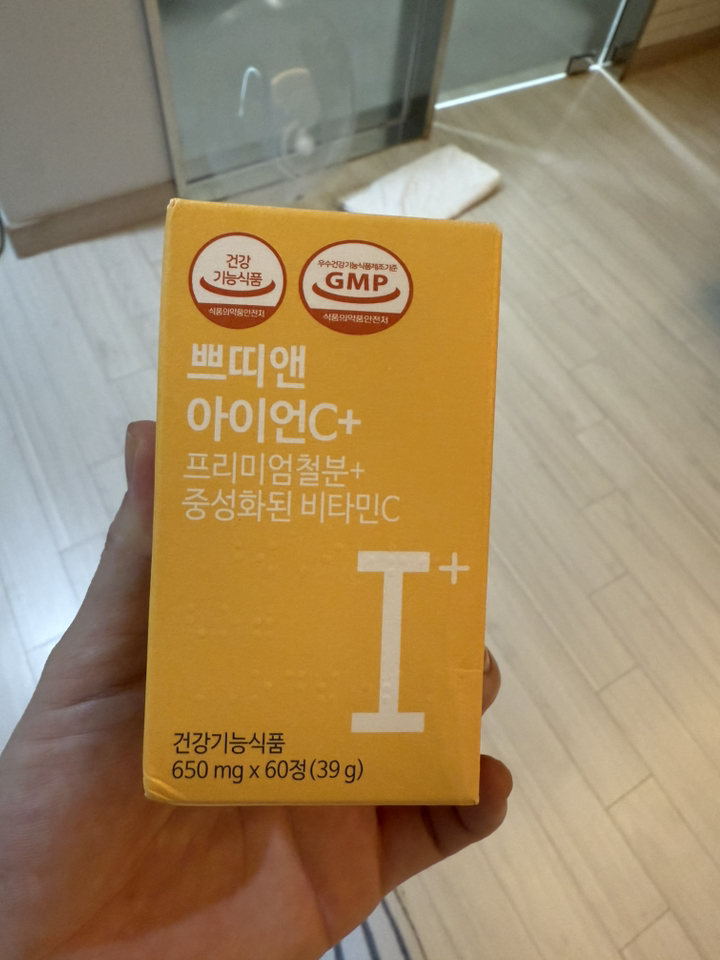 건강
기능식품
식품의약품안전처
우수건강기능식품제조기준
GMP
식품의약품안전처
쁘띠앤
아이언C+
프리미엄철분+
중성화된 비타민C
I+
건강기능식품
650 mg x 60정(39 g)